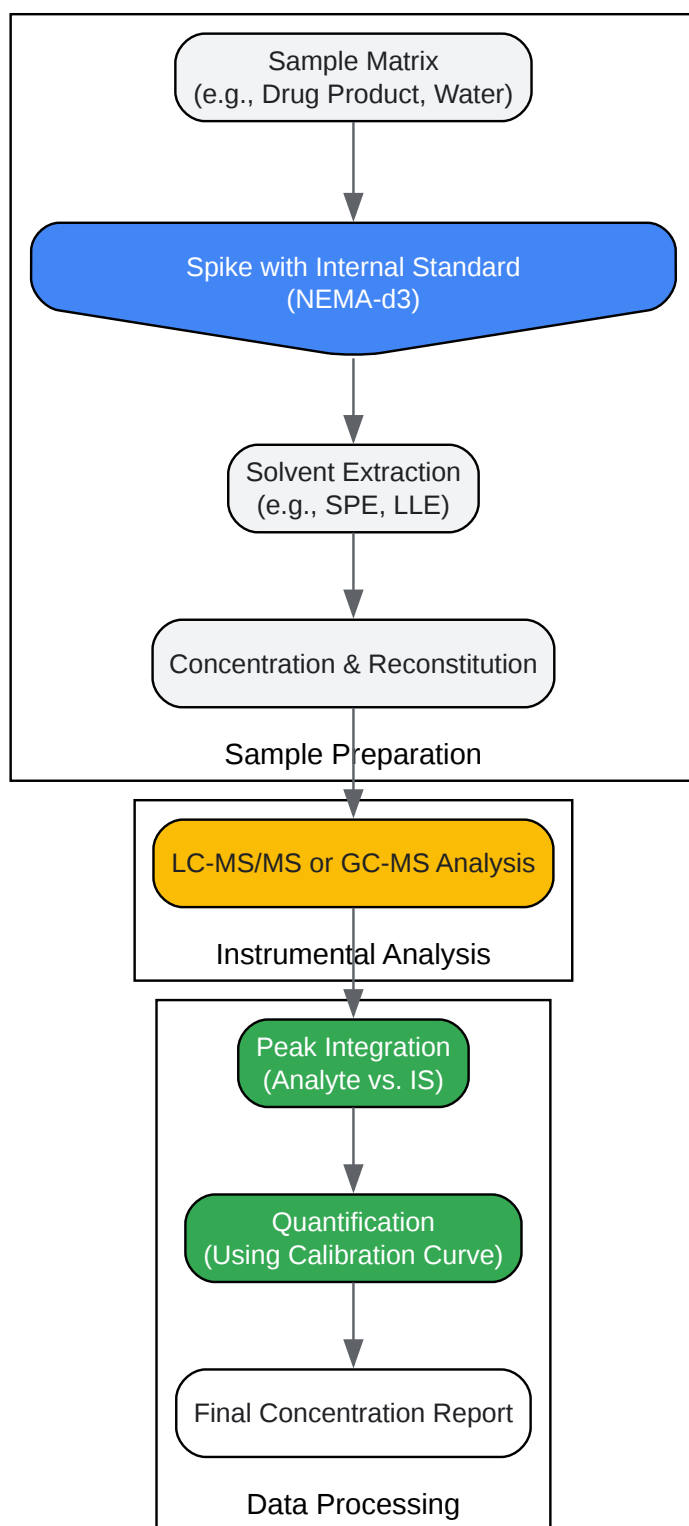 Sample Matrix
(e.g., Drug Product, Water)
Spike with Internal Standard
(NEMA-d3)
Solvent Extraction
(e.g., SPE, LLE)
Concentration & Reconstitution
Sample Preparation
LC-MS/MS or GC-MS Analysis
Instrumental Analysis
Peak Integration
(Analyte vs. IS)
Quantification
(Using Calibration Curve)
Final Concentration Report
Data Processing